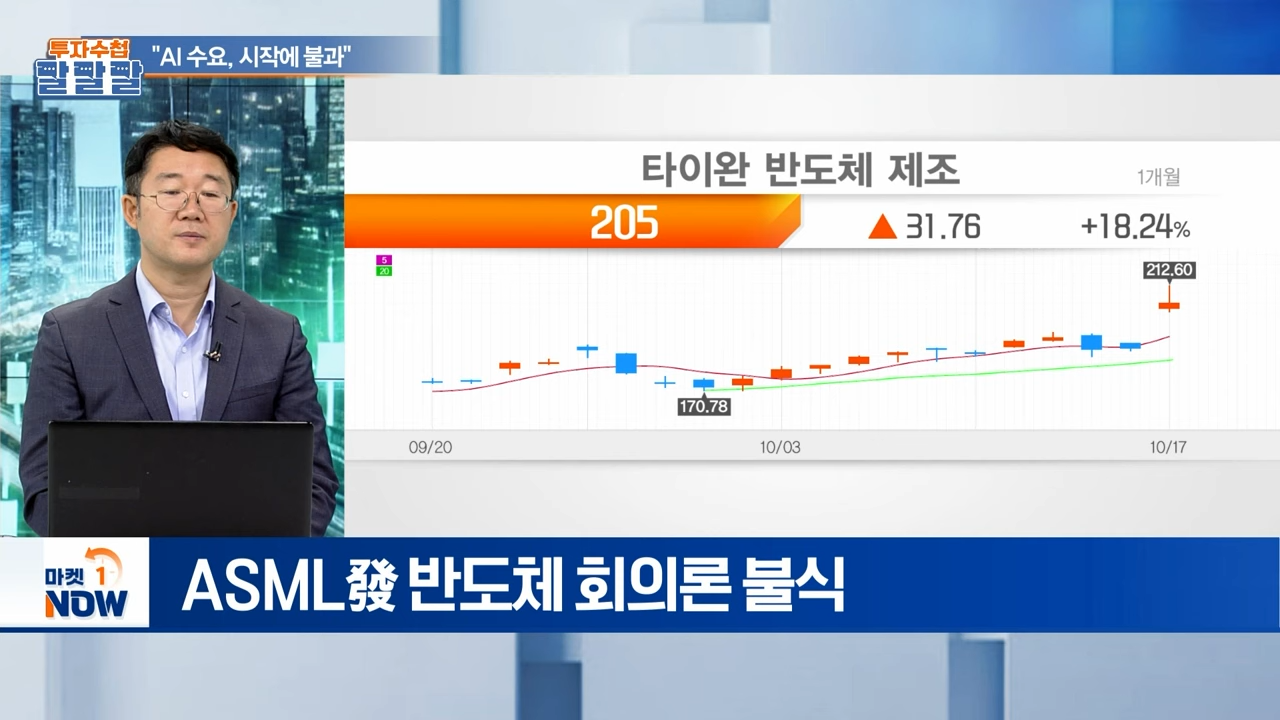 투자수첩
팔팔팔
"AI 수요, 시작에 불과"
타이완 반도체 제조
1개월
205
▲ 31.76
+18.24%
5
20
212.60
170.78
09/20
10/03
10/17
마켓 1
NOW
ASML發 반도체 회의론 불식